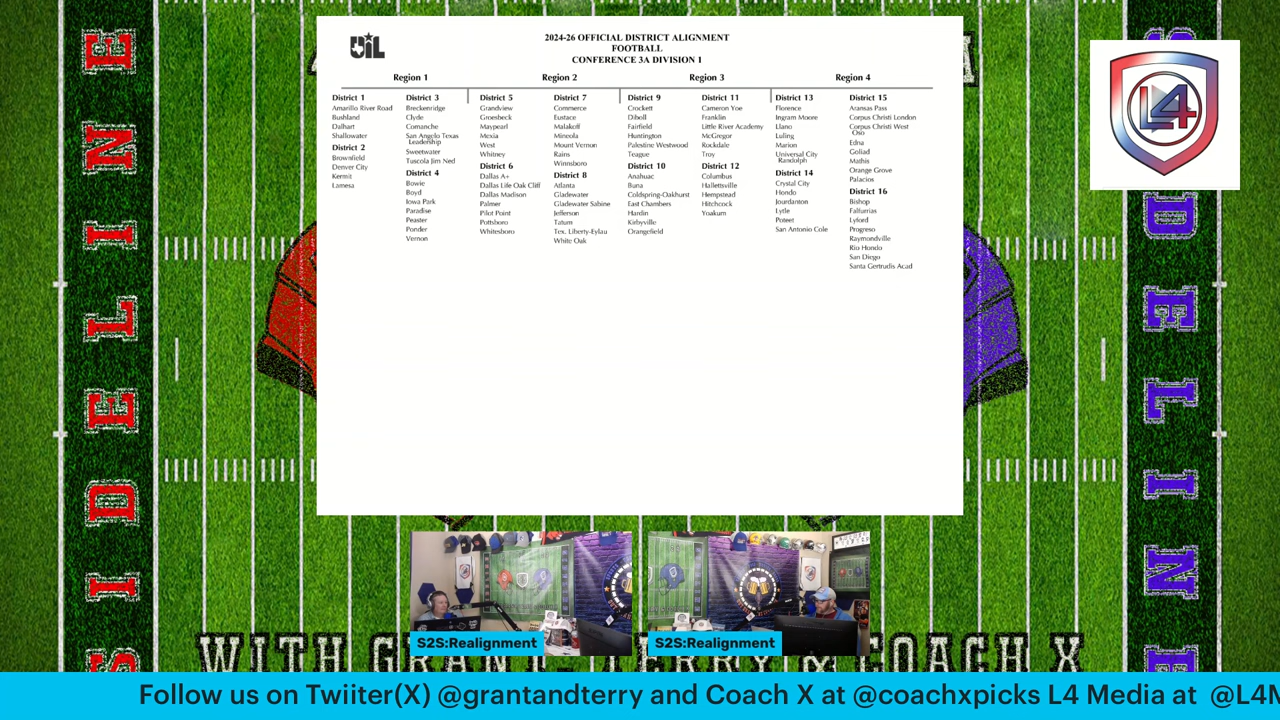 UIL
2024-26 OFFICIAL DISTRICT ALIGNMENT
FOOTBALL
CONFERENCE 3A DIVISION 1
Region 1
Region 2
Region 3
Region 4
District 1
Amarillo River Road
Bushland
Dalhart
Shallowater
District 2
Brownfield
Denver City
Kermit
Lamesa
District 3
Breckenridge
Clyde
Comanche
San Angelo Texas
Leadership
Sweetwater
Tuscola Jim Ned
District 4
Bowie
Boyd
Iowa Park
Paradise
Peaster
Ponder
Vernon
District 5
Grandview
Groesbeck
Maypearl
Mexia
West
Whitney
District 6
Dallas A+
Dallas Life Oak Cliff
Dallas Madison
Palmer
Pilot Point
Pottsboro
Whitesboro
District 7
Commerce
Eustace
Malakoff
Mineola
Mount Vernon
Rains
Winnsboro
District 8
Atlanta
Gladewater
Gladewater Sabine
Jefferson
Tatum
Tex. Liberty-Eylau
White Oak
District 9
Crockett
Diboll
Fairfield
Huntington
Palestine Westwood
Teague
District 10
Anahuac
Buna
Coldspring-Oakhurst
East Chambers
Hardin
Kirbyville
Orangefield
District 11
Cameron Yoe
Franklin
Little River Academy
McGregor
Rockdale
Troy
District 12
Columbus
Hallettsville
Hempstead
Hitchcock
Yoakum
District 13
Florence
Ingram Moore
Llano
Luling
Marion
Universal City
Randolph
District 14
Crystal City
Hondo
Jourdanton
Lytle
Poteet
San Antonio Cole
District 15
Aransas Pass
Corpus Christi London
Corpus Christi West
Oso
Edna
Goliad
Mathis
Orange Grove
Palacios
District 16
Bishop
Falfurrias
Lyford
Progreso
Raymondville
Rio Hondo
San Diego
Santa Gertrudis Acad
L4
SIDELINE
SDELINE
S2S:Realignment
S2S:Realignment
WITH GRANT, TERRY & COACH X
Follow us on Twiiter(X) @grantandterry and Coach X at @coachxpicks L4 Media at @L4M